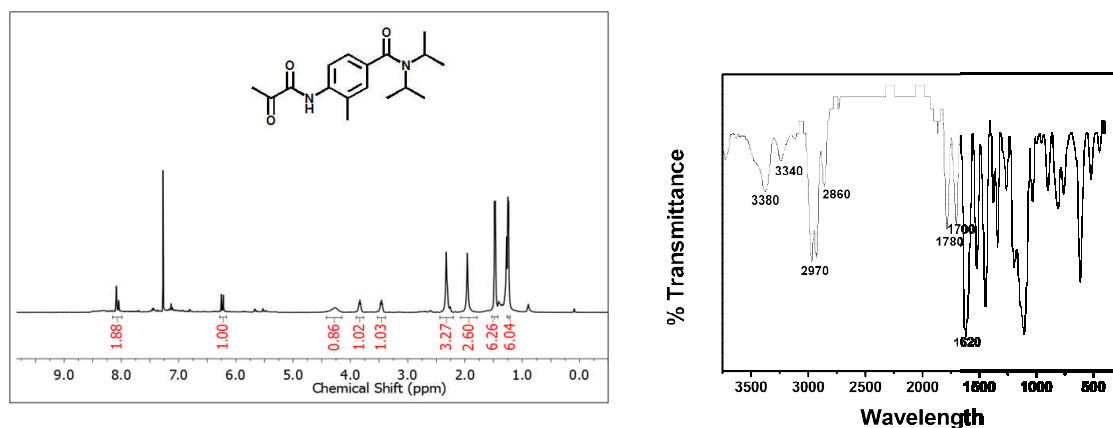 O
O
N
O
N
H
O
1.88
1.00
0.86
1.02
1.03
3.27
2.60
6.26
6.04
9.0 8.0 7.0 6.0 5.0 4.0 3.0 2.0 1.0 0.0
Chemical Shift (ppm)
% Transmittance
3380
3340
2970
2860
1780
1700
1620
3500 3000 2500 2000 1500 1000 500
Wavelength